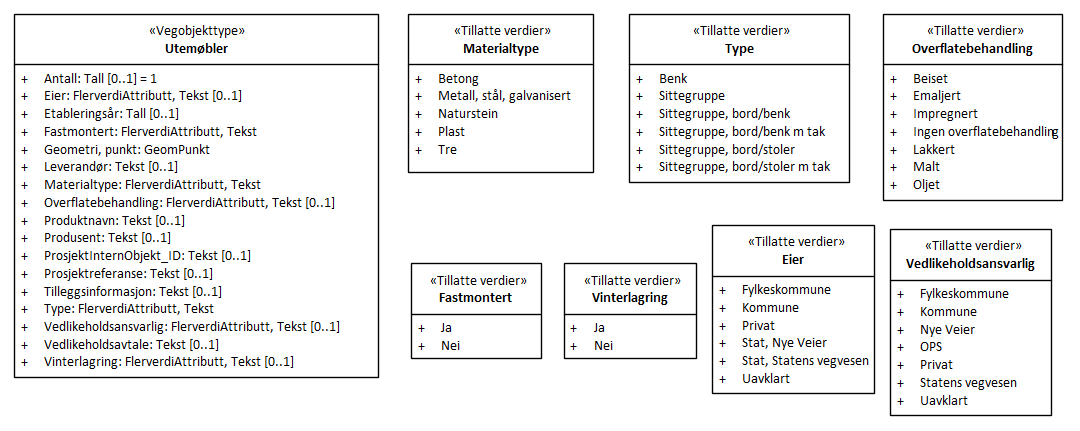 «Vegobjekttype»
Utemøbler
+ Antall: Tall [0..1] = 1
+ Eier: FlerverdiAttributt, Tekst [0..1]
+ Etableringsår: Tall [0..1]
+ Fastmontert: FlerverdiAttributt, Tekst
+ Geometri, punkt: GeomPunkt
+ Leverandør: Tekst [0..1]
+ Materialtype: FlerverdiAttributt, Tekst
+ Overflatebehandling: FlerverdiAttributt, Tekst [0..1]
+ Produktnavn: Tekst [0..1]
+ Produsent: Tekst [0..1]
+ ProsjektInternObjekt_ID: Tekst [0..1]
+ Prosjektreferanse: Tekst [0..1]
+ Tilleggsinformasjon: Tekst [0..1]
+ Type: FlerverdiAttributt, Tekst
+ Vedlikeholdsansvarlig: FlerverdiAttributt, Tekst [0..1]
+ Vedlikeholdsavtale: Tekst [0..1]
+ Vinterlagring: FlerverdiAttributt, Tekst [0..1]
«Tillatte verdier»
Materialtype
+ Betong
+ Metall, stål, galvanisert
+ Naturstein
+ Plast
+ Tre
«Tillatte verdier»
Type
+ Benk
+ Sittegruppe
+ Sittegruppe, bord/benk
+ Sittegruppe, bord/benk m tak
+ Sittegruppe, bord/stoler
+ Sittegruppe, bord/stoler m tak
«Tillatte verdier»
Overflatebehandling
+ Beiset
+ Emaljert
+ Impregnert
+ Ingen overflatebehandling
+ Lakkert
+ Malt
+ Oljet
«Tillatte verdier»
Fastmontert
+ Ja
+ Nei
«Tillatte verdier»
Vinterlagring
+ Ja
+ Nei
«Tillatte verdier»
Eier
+ Fylkeskommune
+ Kommune
+ Privat
+ Stat, Nye Veier
+ Stat, Statens vegvesen
+ Uavklart
«Tillatte verdier»
Vedlikeholdsansvarlig
+ Fylkeskommune
+ Kommune
+ Nye Veier
+ OPS
+ Privat
+ Statens vegvesen
+ Uavklart